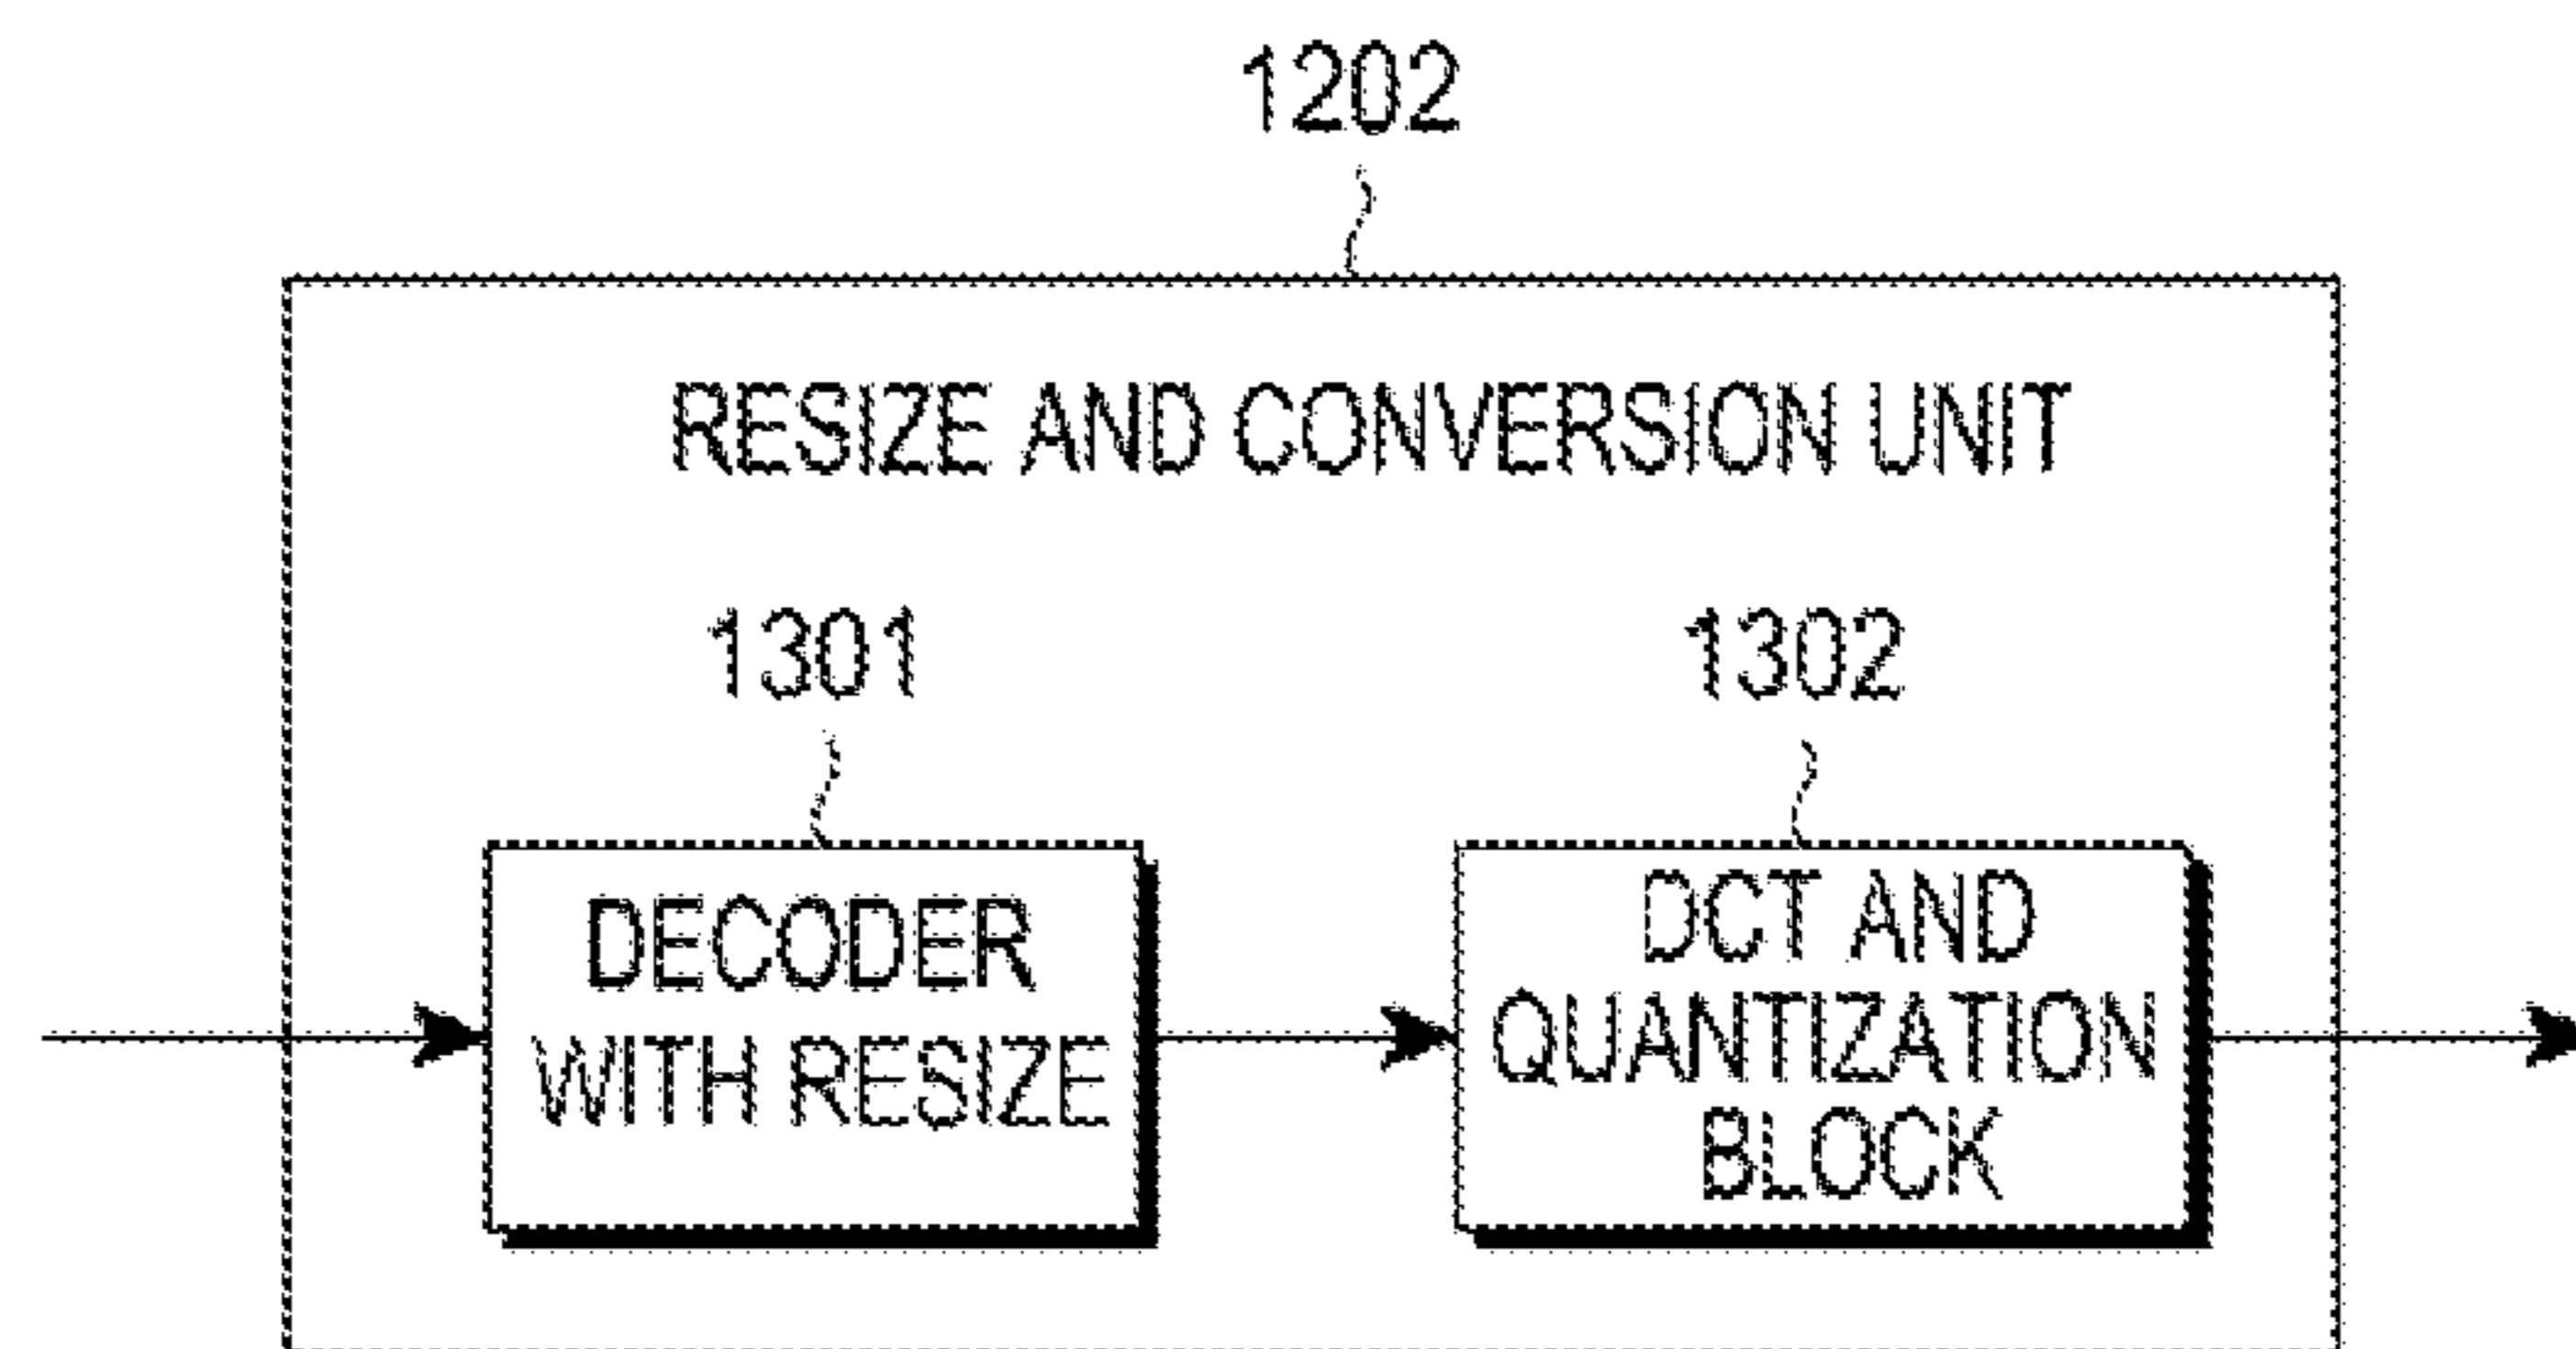 1202
RESIZE AND CONVERSION UNIT
1301
1302
DECODER
WITH RESIZE
DCT AND
QUANTIZATION
BLOCK